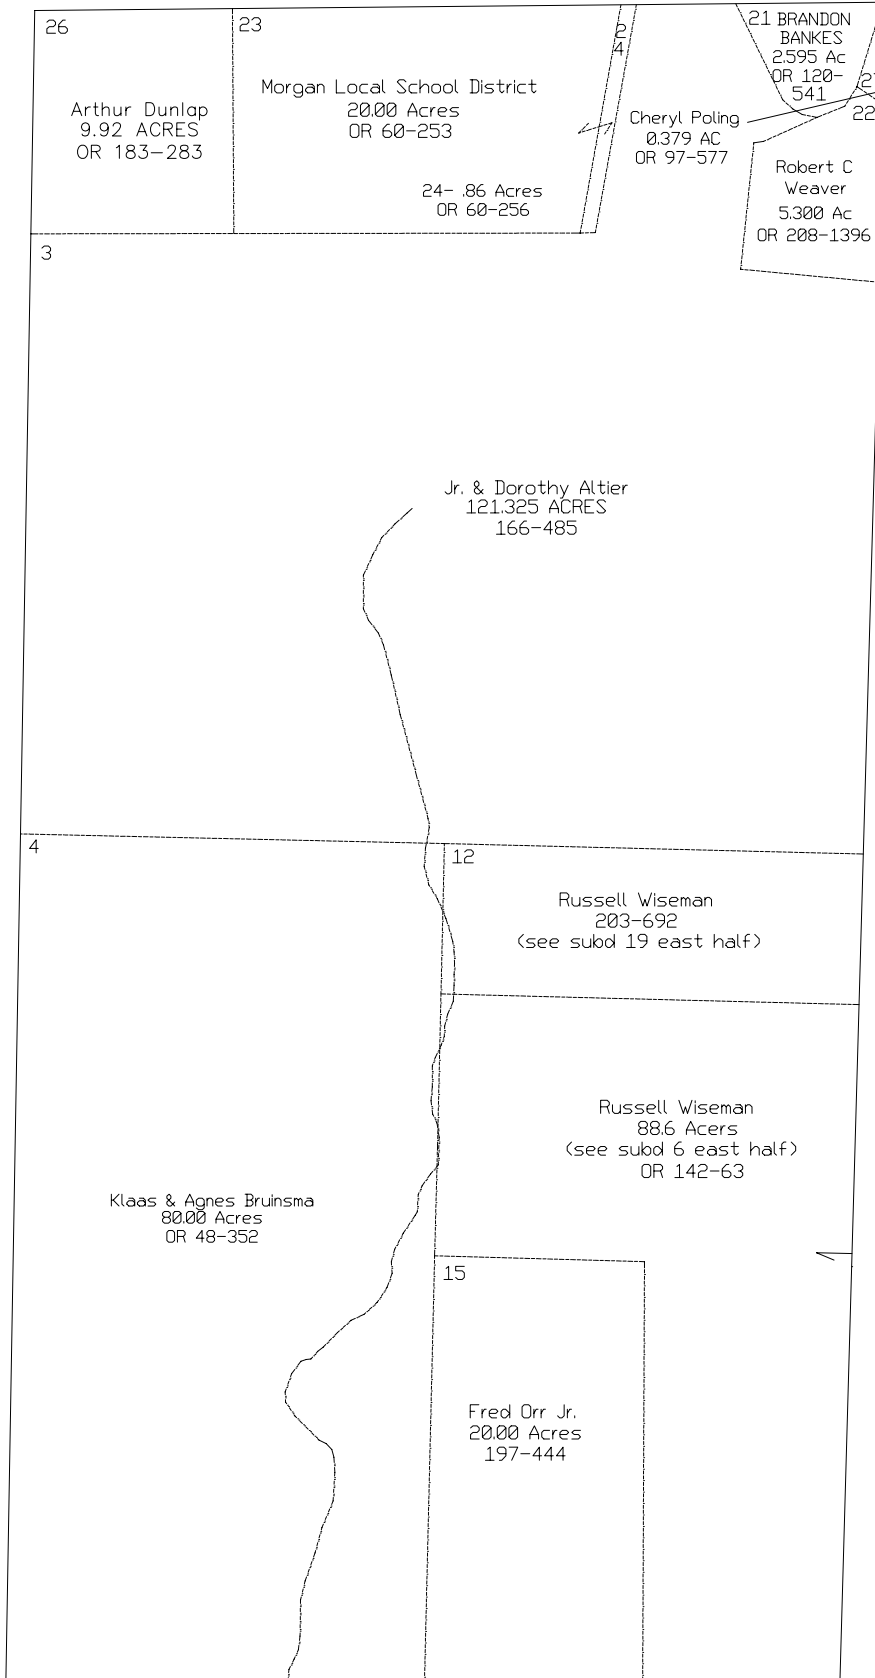 26
Arthur Dunlap
9.92 ACRES
OR 183-283
23
Morgan Local School District
20.00 Acres
OR 60-253
24- .86 Acres
OR 60-256
2
4
Cheryl Poling
0.379 AC
OR 97-577
21 BRANDON
BANKES
2.595 Ac
OR 120-
541
22
Robert C
Weaver
5.300 Ac
OR 208-1396
3
Jr. & Dorothy Altier
121.325 ACRES
166-485
4
12
Russell Wiseman
203-692
(see subd 19 east half)
Russell Wiseman
88.6 Acers
(see subd 6 east half)
OR 142-63
Klaas & Agnes Bruinsma
80.00 Acres
OR 48-352
15
Fred Orr Jr.
20.00 Acres
197-444